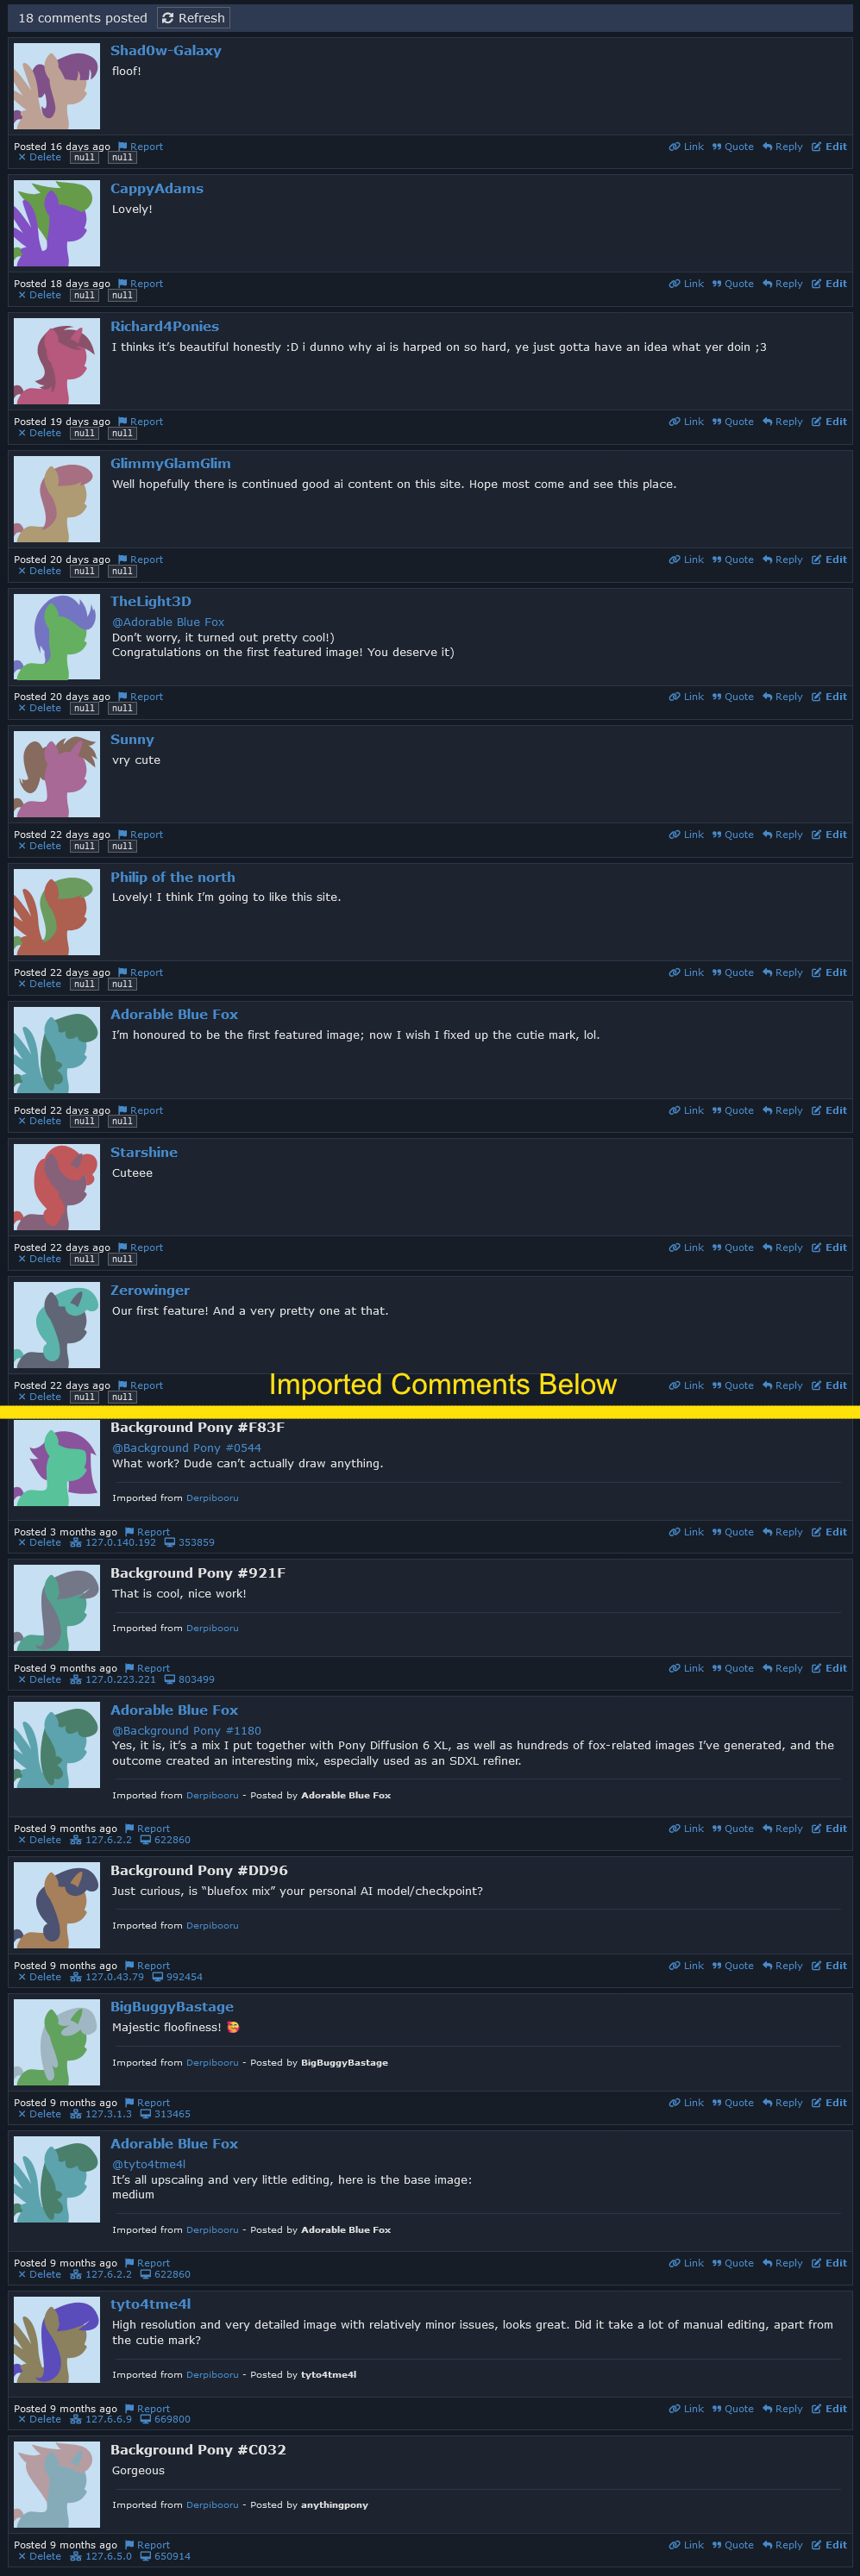 18 comments posted Refresh
Shad0w-Galaxy
floof!
Posted 16 days ago Report Link Quote Reply Edit
Delete null null
CappyAdams
Lovely!
Posted 18 days ago Report Link Quote Reply Edit
Delete null null
Richard4Ponies
I thinks it’s beautiful honestly :D i dunno why ai is harped on so hard, ye just gotta have an idea what yer doin ;3
Posted 19 days ago Report Link Quote Reply Edit
Delete null null
GlimmyGlamGlim
Well hopefully there is continued good ai content on this site. Hope most come and see this place.
Posted 20 days ago Report Link Quote Reply Edit
Delete null null
TheLight3D
@Adorable Blue Fox
Don’t worry, it turned out pretty cool!)
Congratulations on the first featured image! You deserve it)
Posted 20 days ago Report Link Quote Reply Edit
Delete null null
Sunny
vry cute
Posted 22 days ago Report Link Quote Reply Edit
Delete null null
Philip of the north
Lovely! I think I’m going to like this site.
Posted 22 days ago Report Link Quote Reply Edit
Delete null null
Adorable Blue Fox
I’m honoured to be the first featured image; now I wish I fixed up the cutie mark, lol.
Posted 22 days ago Report Link Quote Reply Edit
Delete null null
Starshine
Cuteee
Posted 22 days ago Report Link Quote Reply Edit
Delete null null
Zerowinger
Our first feature! And a very pretty one at that.
Posted 22 days ago Report Link Quote Reply Edit
Delete null null
Imported Comments Below
Background Pony #F83F
@Background Pony #0544
What work? Dude can’t actually draw anything.
Imported from Derpibooru
Posted 3 months ago Report Link Quote Reply Edit
Delete 127.0.140.192 353859
Background Pony #921F
That is cool, nice work!
Imported from Derpibooru
Posted 9 months ago Report Link Quote Reply Edit
Delete 127.0.223.221 803499
Adorable Blue Fox
@Background Pony #1180
Yes, it is, it’s a mix I put together with Pony Diffusion 6 XL, as well as hundreds of fox-related images I’ve generated, and the
outcome created an interesting mix, especially used as an SDXL refiner.
Imported from Derpibooru - Posted by Adorable Blue Fox
Posted 9 months ago Report Link Quote Reply Edit
Delete 127.6.2.2 622860
Background Pony #DD96
Just curious, is “bluefox mix” your personal AI model/checkpoint?
Imported from Derpibooru
Posted 9 months ago Report Link Quote Reply Edit
Delete 127.0.43.79 992454
BigBuggyBastage
Majestic floofiness! 🥰
Imported from Derpibooru - Posted by BigBuggyBastage
Posted 9 months ago Report Link Quote Reply Edit
Delete 127.3.1.3 313465
Adorable Blue Fox
@tyto4tme4l
It’s all upscaling and very little editing, here is the base image:
medium
Imported from Derpibooru - Posted by Adorable Blue Fox
Posted 9 months ago Report Link Quote Reply Edit
Delete 127.6.2.2 622860
tyto4tme4l
High resolution and very detailed image with relatively minor issues, looks great. Did it take a lot of manual editing, apart from
the cutie mark?
Imported from Derpibooru - Posted by tyto4tme4l
Posted 9 months ago Report Link Quote Reply Edit
Delete 127.6.6.9 669800
Background Pony #C032
Gorgeous
Imported from Derpibooru - Posted by anythingpony
Posted 9 months ago Report Link Quote Reply Edit
Delete 127.6.5.0 650914